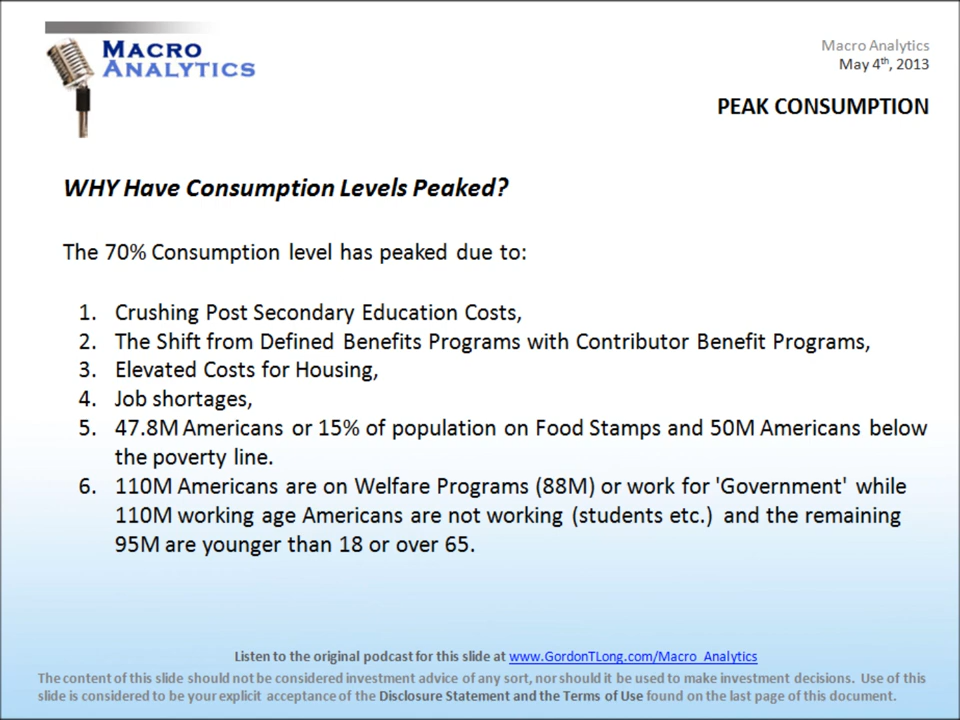 MACRO
ANALYTICS
Macro Analytics
May 4th, 2013
PEAK CONSUMPTION
WHY Have Consumption Levels Peaked?
The 70% Consumption level has peaked due to:
1. Crushing Post Secondary Education Costs,
2. The Shift from Defined Benefits Programs with Contributor Benefit Programs,
3. Elevated Costs for Housing,
4. Job shortages,
5. 47.8M Americans or 15% of population on Food Stamps and 50M Americans below
the poverty line.
6. 110M Americans are on Welfare Programs (88M) or work for 'Government' while
110M working age Americans are not working (students etc.) and the remaining
95M are younger than 18 or over 65.
Listen to the original podcast for this slide at www.GordonTLong.com/Macro_Analytics
The content of this slide should not be considered investment advice of any sort, nor should it be used to make investment decisions. Use of this
slide is considered to be your explicit acceptance of the Disclosure Statement and the Terms of Use found on the last page of this document.